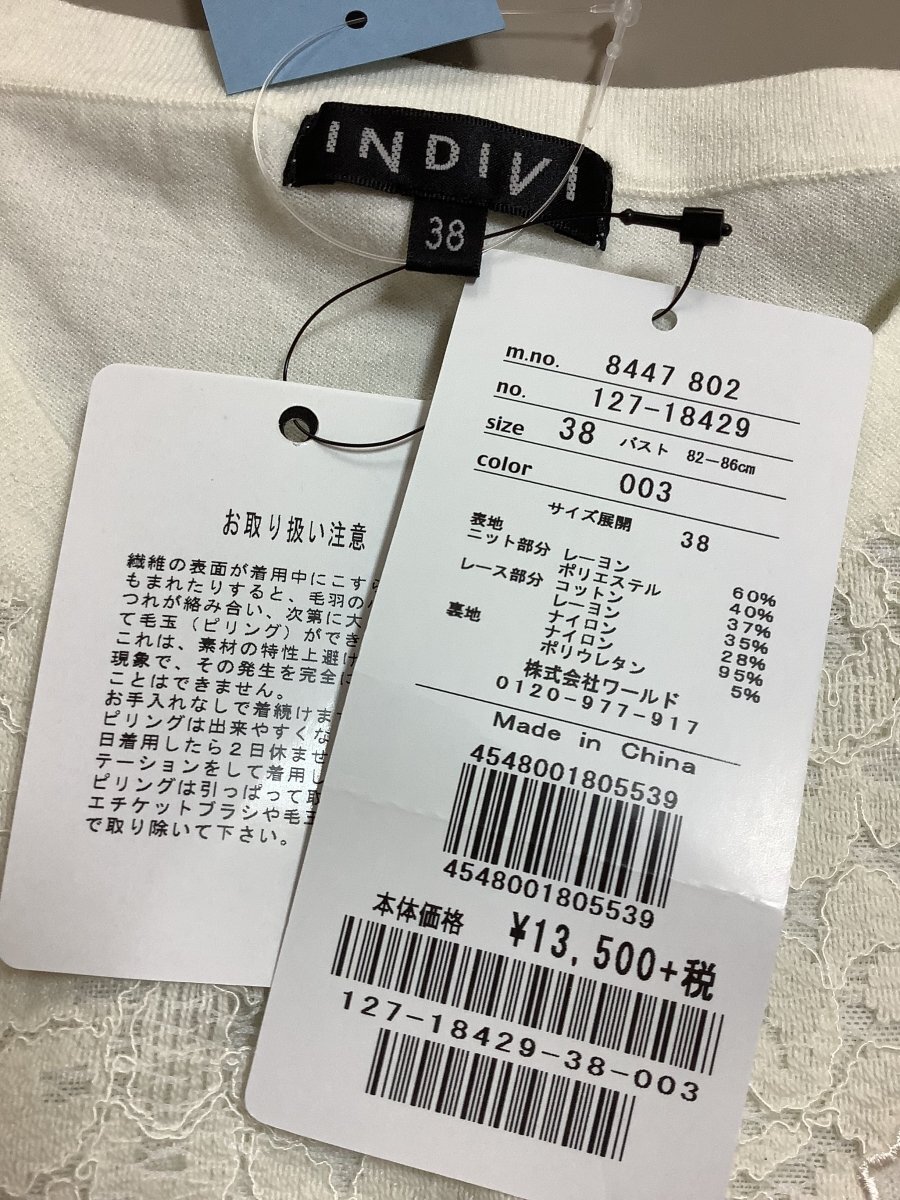 INDIVI
38
m.no. 8447 802
no. 127-18429
size 38 バスト 82−86cm
color 003
サイズ展開 38
表地
ニット部分 レーヨン 60%
ポリエステル 40%
レース部分 コットン 37%
レーヨン 35%
ナイロン 28%
裏地 ナイロン 95%
ポリウレタン 5%
株式会社ワールド
0120-977-917
Made in China
4548001805539
4548001805539
本体価格 ¥13,500+税
127-18429-38-003
お取り扱い注意
繊維の表面が着用中にこす
もまれたりすると、毛羽の
つれが絡み合い、次第に大
て毛玉（ピリング）ができ
これは、素材の特性上避け
現象で、その発生を完全に
ことはできません。
お手入れなしで着続けま
ピリングは出来やすくな
日着用したら２日休ませ
テーションをして着用し
ピリングは引っぱって取
エチケットブラシや毛玉
で取り除いて下さい。